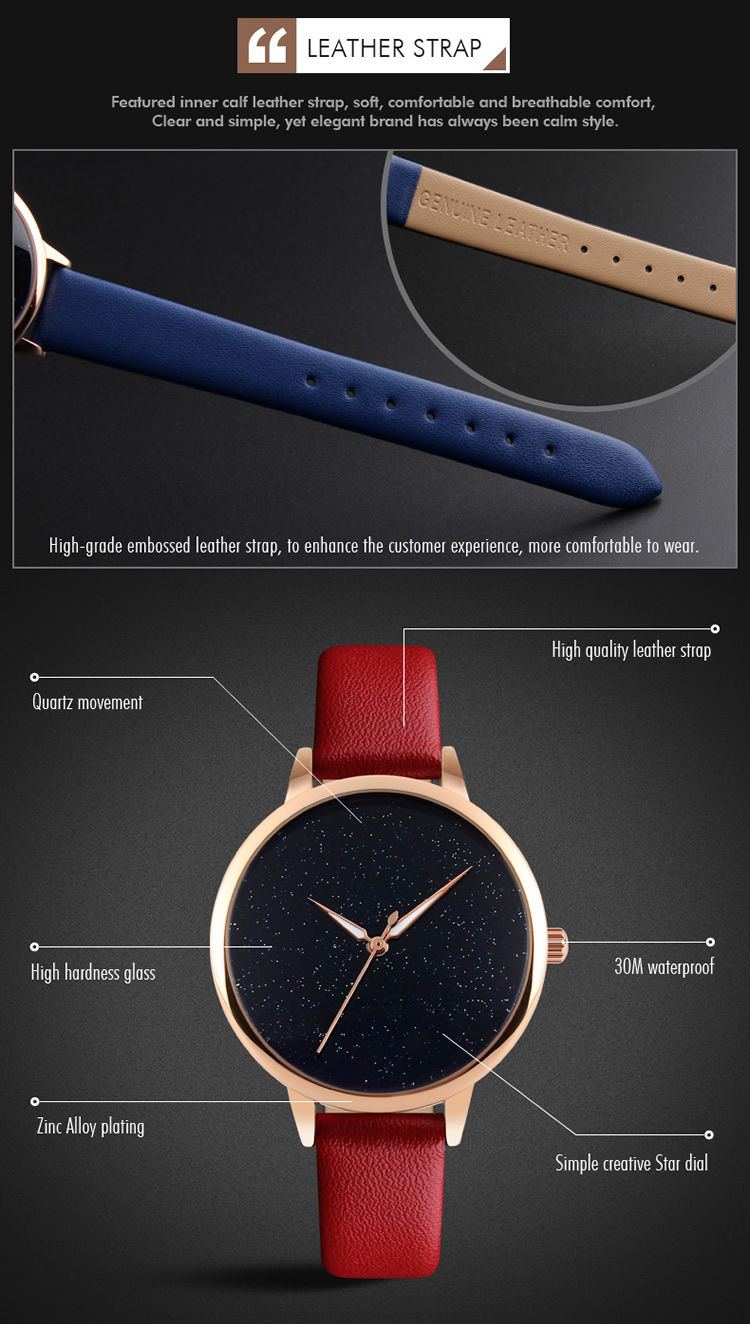 LEATHER STRAP
Featured inner calf leather strap, soft, comfortable and breathable comfort,
Clear and simple, yet elegant brand has always been calm style.
GENUINE LEATHER
High-grade embossed leather strap, to enhance the customer experience, more comfortable to wear.
High quality leather strap
Quartz movement
High hardness glass
30M waterproof
Zinc Alloy plating
Simple creative Star dial